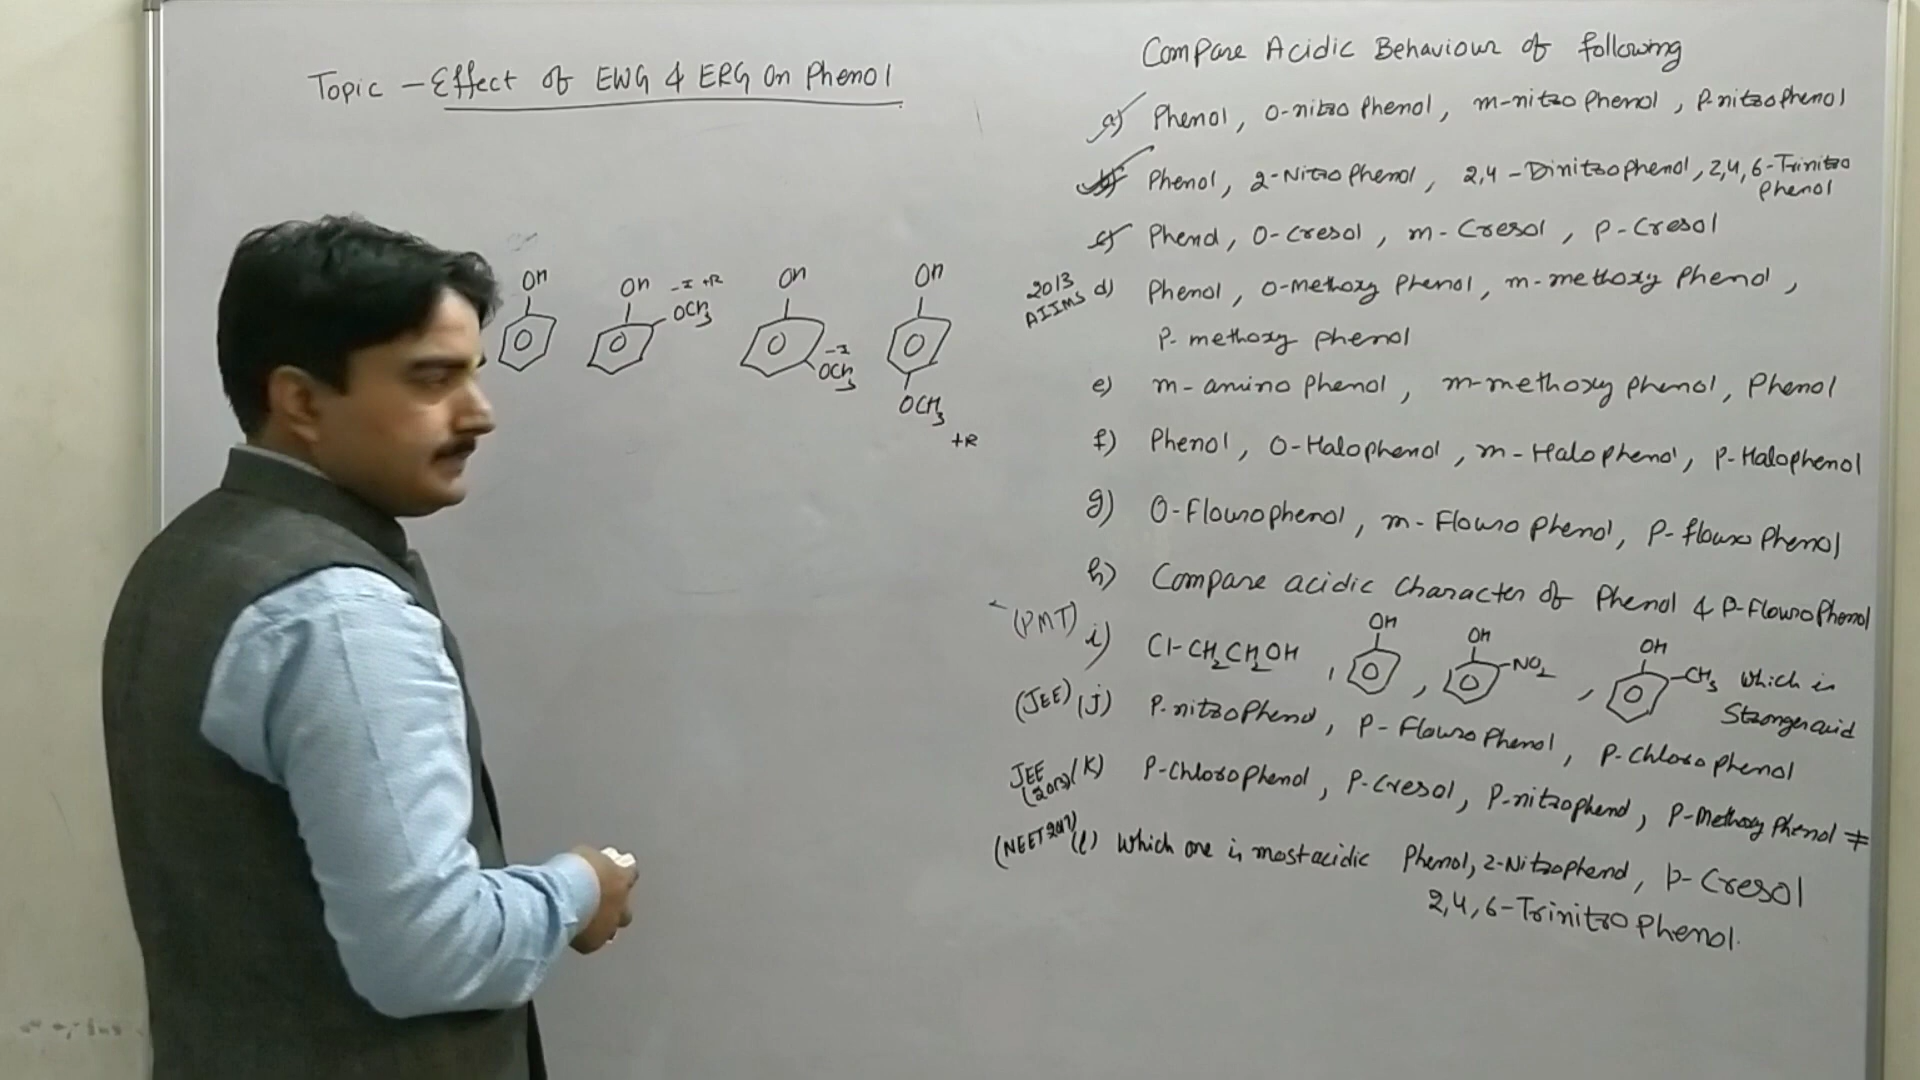 Topic - Effect of EWG & ERG On Phenol
OH
OH -I +R
OCH3
OH
-I
OCH3
OH
OCH3
+R
Compare Acidic Behaviour of following
a) Phenol, O-nitro Phenol, m-nitro Phenol, P-nitrophenol
b) Phenol, 2-Nitro Phenol, 2,4-Dinitrophenol, 2,4,6-Trinitro
Phenol
c) Phenol, O-Cresol, m-Cresol, P-Cresol
2013
AIIMS d) Phenol, O-methoxy Phenol, m-methoxy Phenol,
P-methoxy phenol
e) m-amino phenol, m-methoxy phenol, Phenol
f) Phenol, O-Halophenol, m-Halophenol, P-Halophenol
g) O-Flourophenol, m-Flouro Phenol, P-flouro Phenol
h) Compare acidic Character of Phenol & P-Flourophenol
(PMT) i) Cl-CH2CH2OH, OH, OH -NO2, OH -CH3 which is
Stronger acid
(JEE) (J) P-nitroPhenol, P-Flouro Phenol, P-Chlorophenol
JEE (K) P-Chlorophenol, P-Cresol, P-nitrophenol, P-Methoxy Phenol ≠
(NEET 2017) (l) Which one is most acidic Phenol, 2-Nitrophenol, p-Cresol
2,4,6-Trinitro Phenol.